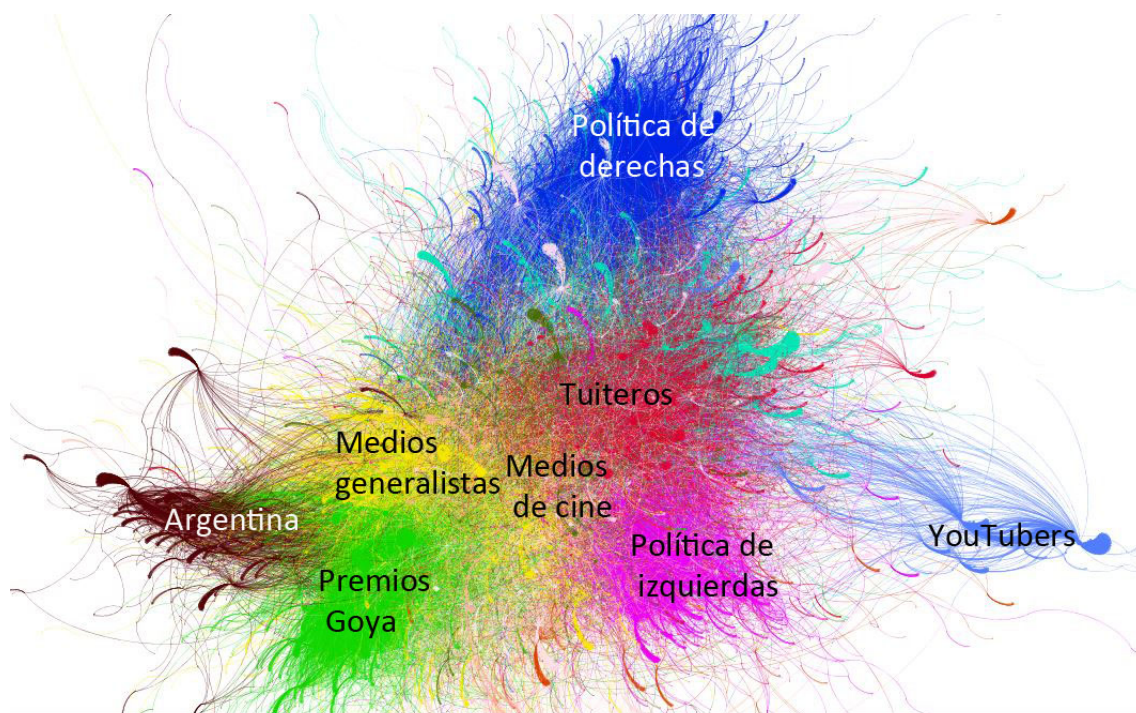 Política de
derechas
Tuiteros
Medios
generalistas
Medios
de cine
Argentina
YouTubers
Política de
izquierdas
Premios
Goya